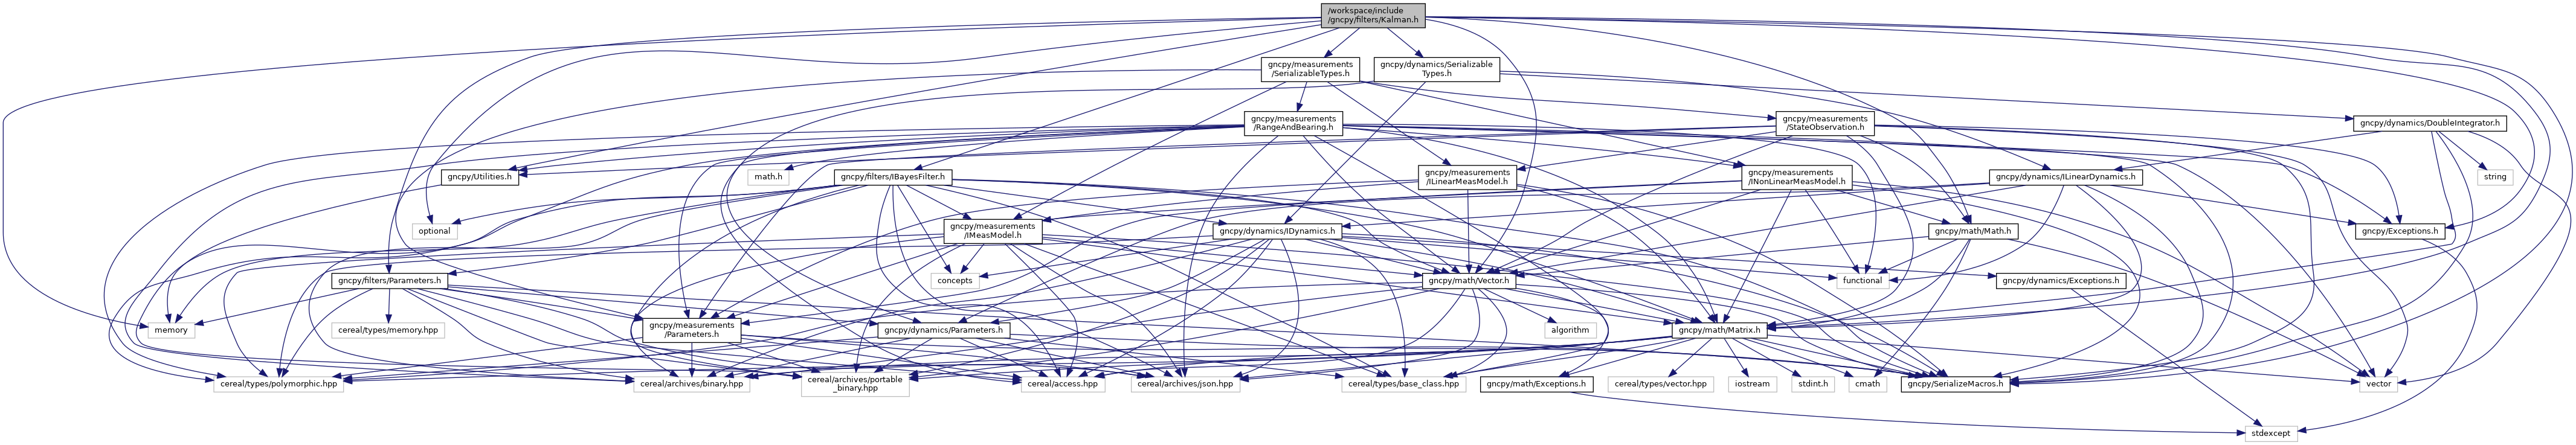 /workspace/include
/gncpy/filters/Kalman.h
gncpy/measurements
/SerializableTypes.h
gncpy/dynamics/Serializable
Types.h
gncpy/measurements
/RangeAndBearing.h
gncpy/measurements
/StateObservation.h
gncpy/dynamics/DoubleIntegrator.h
gncpy/Utilities.h
math.h
gncpy/filters/IBayesFilter.h
gncpy/measurements
/ILinearMeasModel.h
gncpy/measurements
/INonLinearMeasModel.h
gncpy/dynamics/ILinearDynamics.h
string
optional
gncpy/measurements
/IMeasModel.h
gncpy/dynamics/IDynamics.h
gncpy/math/Math.h
gncpy/Exceptions.h
gncpy/filters/Parameters.h
concepts
gncpy/math/Vector.h
functional
gncpy/dynamics/Exceptions.h
memory
cereal/types/memory.hpp
gncpy/measurements
/Parameters.h
gncpy/dynamics/Parameters.h
algorithm
gncpy/math/Matrix.h
cereal/types/polymorphic.hpp
cereal/archives/binary.hpp
cereal/archives/portable
_binary.hpp
cereal/access.hpp
cereal/archives/json.hpp
cereal/types/base_class.hpp
gncpy/math/Exceptions.h
cereal/types/vector.hpp
iostream
stdint.h
cmath
gncpy/SerializeMacros.h
vector
stdexcept